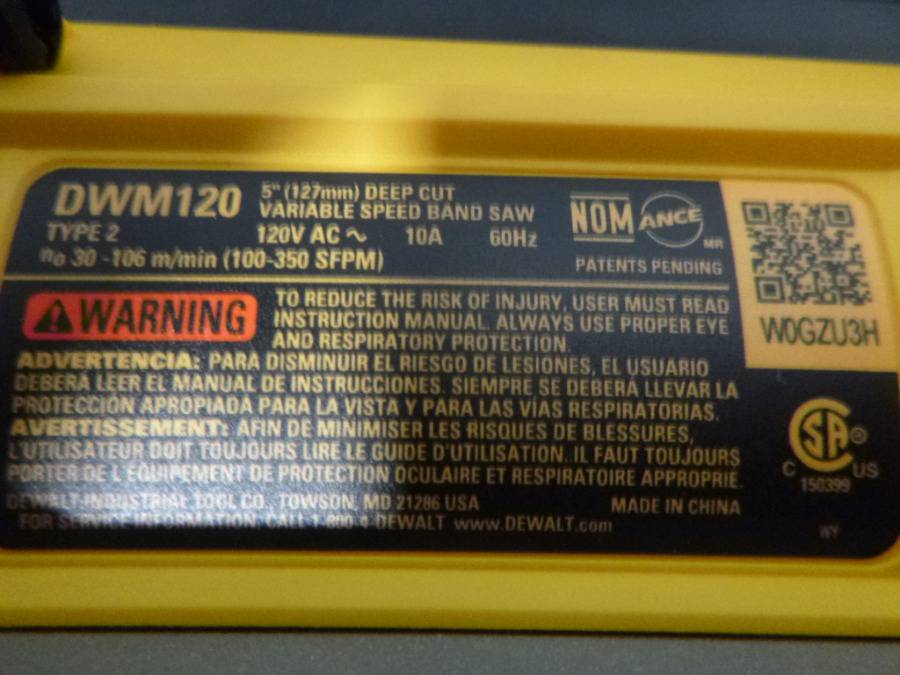 DWM120
5" (127mm) DEEP CUT
VARIABLE SPEED BAND SAW
TYPE 2 120V AC ~ 10A 60Hz
no 30 -106 m/min (100-350 SFPM)
NOM ANCE MR
PATENTS PENDING
W0GZU3H
WARNING
TO REDUCE THE RISK OF INJURY, USER MUST READ
INSTRUCTION MANUAL. ALWAYS USE PROPER EYE
AND RESPIRATORY PROTECTION.
ADVERTENCIA: PARA DISMINUIR EL RIESGO DE LESIONES, EL USUARIO
DEBERÁ LEER EL MANUAL DE INSTRUCCIONES. SIEMPRE SE DEBERÁ LLEVAR LA
PROTECCIÓN APROPIADA PARA LA VISTA Y PARA LAS VÍAS RESPIRATORIAS.
AVERTISSEMENT: AFIN DE MINIMISER LES RISQUES DE BLESSURES,
L'UTILISATEUR DOIT TOUJOURS LIRE LE GUIDE D'UTILISATION. IL FAUT TOUJOURS
PORTER DE L'ÉQUIPEMENT DE PROTECTION OCULAIRE ET RESPIRATOIRE APPROPRIÉ.
DEWALT INDUSTRIAL TOOL CO., TOWSON, MD 21286 USA MADE IN CHINA
FOR SERVICE INFORMATION, CALL 1-800-4-DEWALT www.DEWALT.com
CSA ®
C US
150399
WY